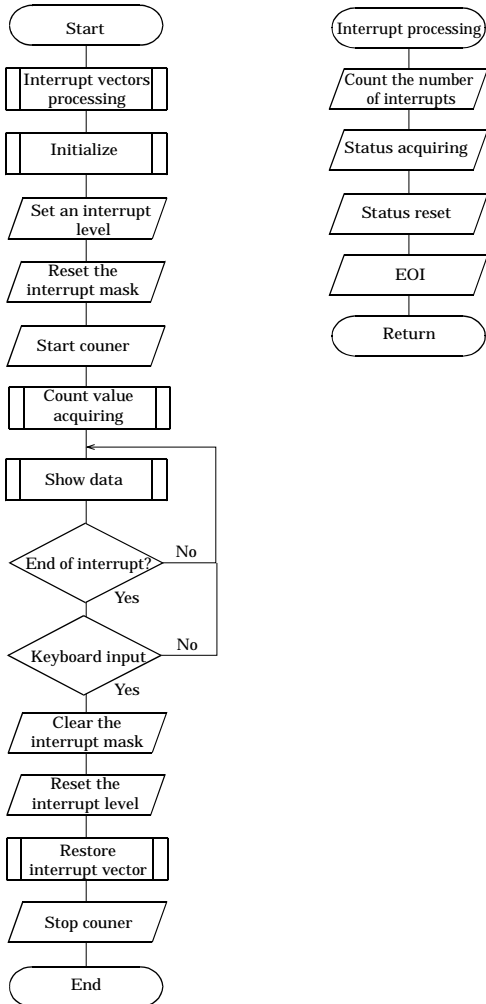 Start
Interrupt vectors
processing
Initialize
Set an interrupt
level
Reset the
interrupt mask
Start couner
Count value
acquiring
Show data
End of interrupt?
No
Yes
Keyboard input
No
Yes
Clear the
interrupt mask
Reset the
interrupt level
Restore
interrupt vector
Stop couner
End
Interrupt processing
Count the number
of interrupts
Status acquiring
Status reset
EOI
Return